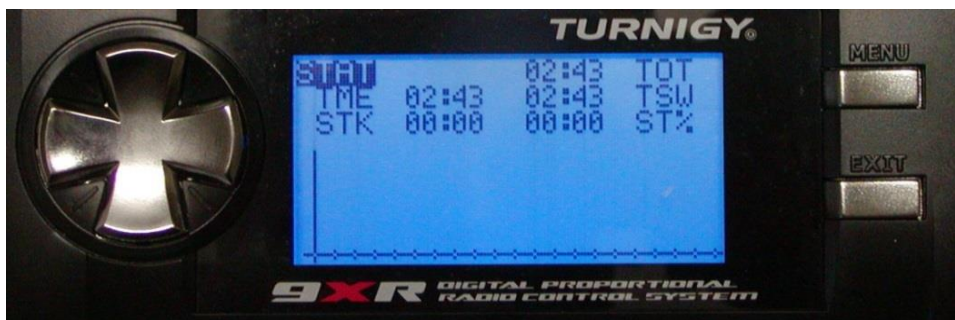 TURNIGY®
MENU
STAT 02:43 TOT
TME 02:43 02:43 TSW
STK 00:00 00:00 ST%
EXIT
9XR DIGITAL PROPORTIONAL
RADIO CONTROL SYSTEM